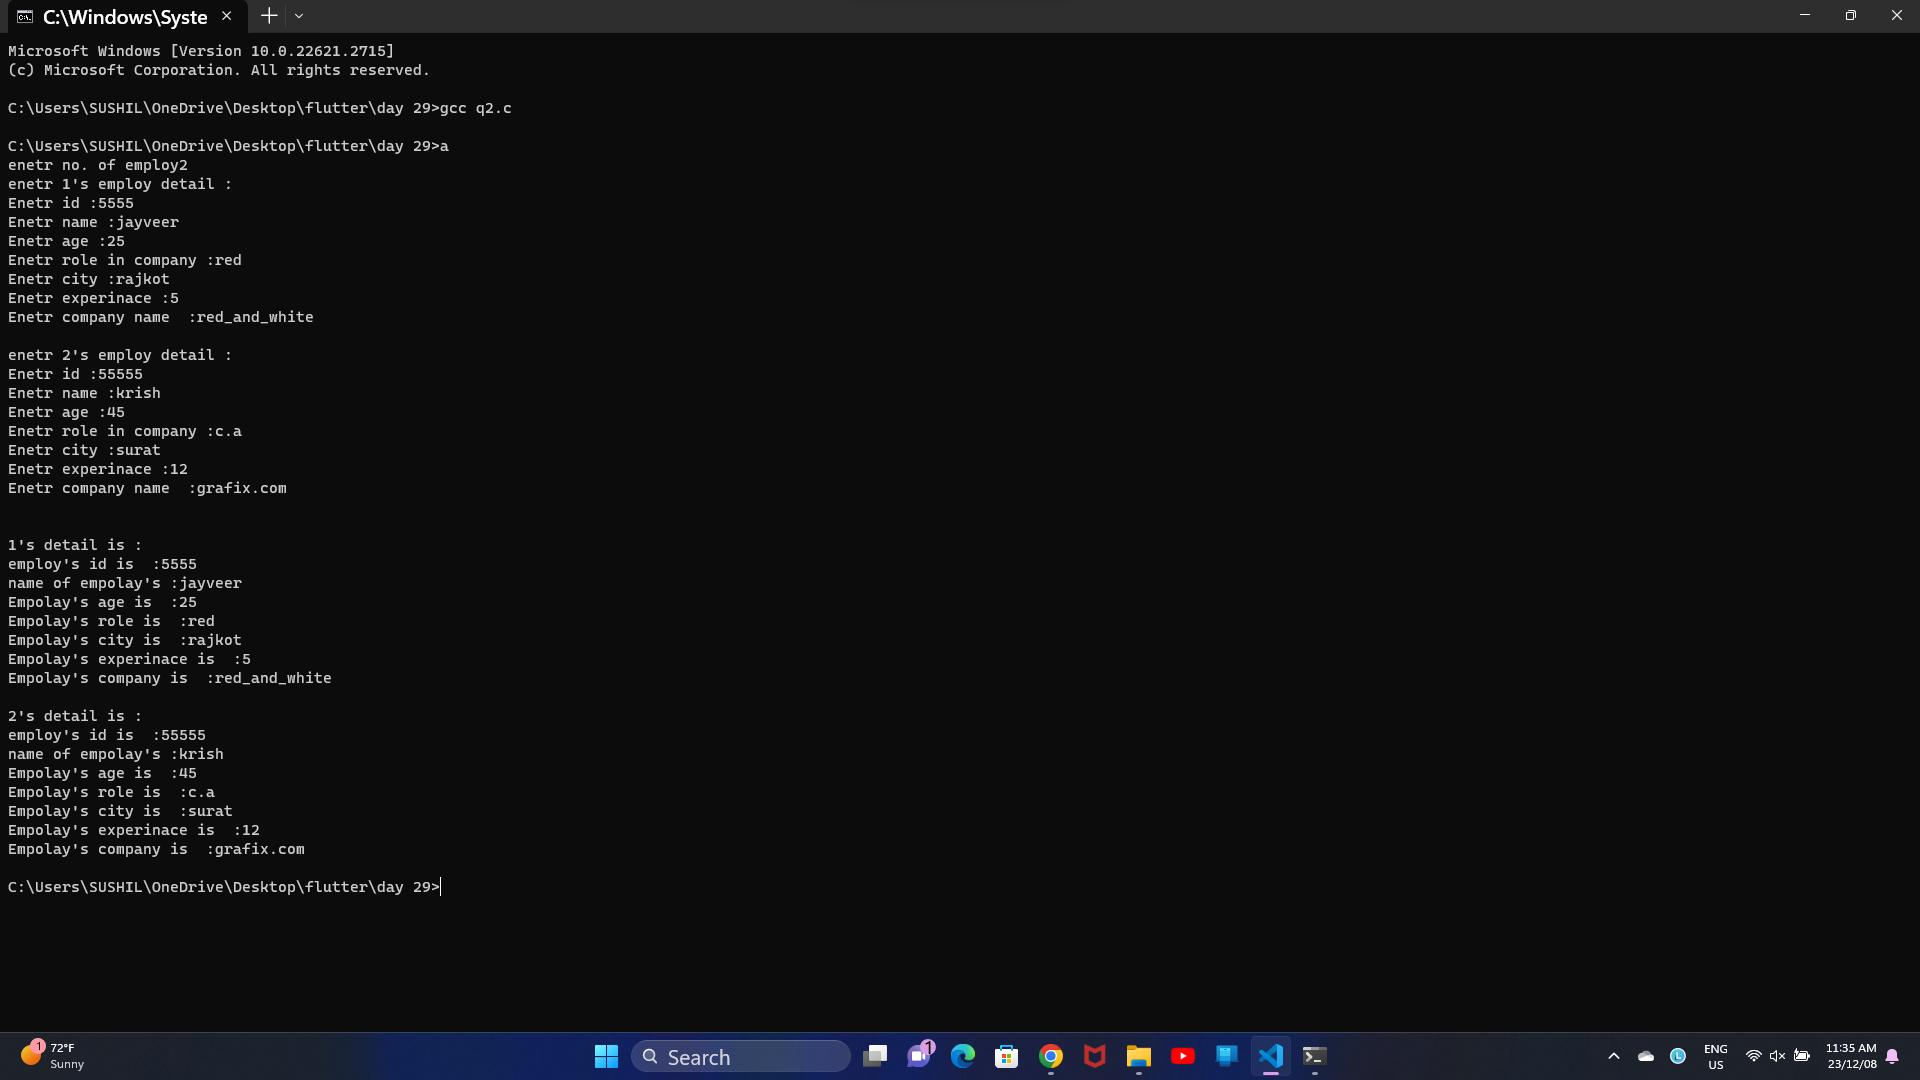 C:\Windows\Syste
Microsoft Windows [Version 10.0.22621.2715]
(c) Microsoft Corporation. All rights reserved.
C:\Users\SUSHIL\OneDrive\Desktop\flutter\day 29>gcc q2.c
C:\Users\SUSHIL\OneDrive\Desktop\flutter\day 29>a
enetr no. of employ2
enetr 1's employ detail :
Enetr id :5555
Enetr name :jayveer
Enetr age :25
Enetr role in company :red
Enetr city :rajkot
Enetr experinace :5
Enetr company name  :red_and_white
enetr 2's employ detail :
Enetr id :55555
Enetr name :krish
Enetr age :45
Enetr role in company :c.a
Enetr city :surat
Enetr experinace :12
Enetr company name  :grafix.com
1's detail is :
employ's id is  :5555
name of empolay's :jayveer
Empolay's age is  :25
Empolay's role is  :red
Empolay's city is  :rajkot
Empolay's experinace is  :5
Empolay's company is  :red_and_white
2's detail is :
employ's id is  :55555
name of empolay's :krish
Empolay's age is  :45
Empolay's role is  :c.a
Empolay's city is  :surat
Empolay's experinace is  :12
Empolay's company is  :grafix.com
C:\Users\SUSHIL\OneDrive\Desktop\flutter\day 29>
1
72°F
Sunny
Search
1
ENG
US
11:35 AM
23/12/08